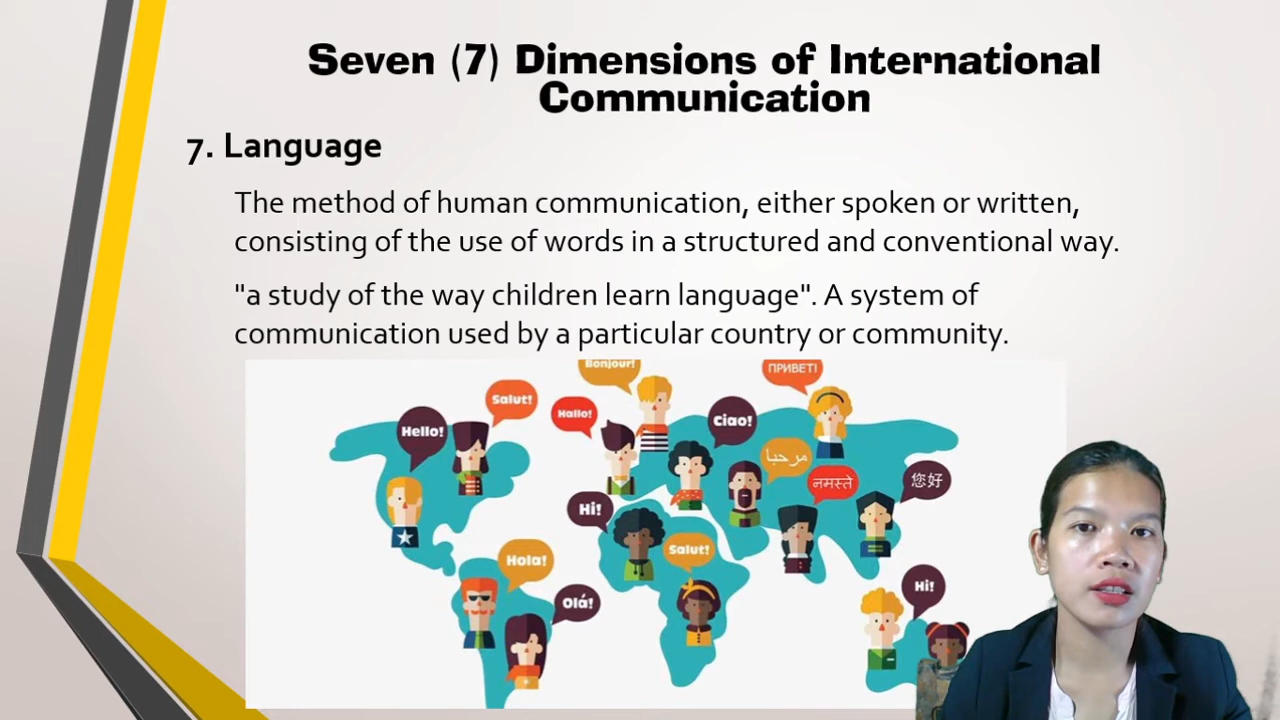 Seven (7) Dimensions of International
Communication
7. Language
The method of human communication, either spoken or written,
consisting of the use of words in a structured and conventional way.
"a study of the way children learn language". A system of
communication used by a particular country or community.
Bonjour!
ПРИВЕТ!
Salut!
Hallo!
Hello!
Ciao!
مرحبا
नमस्ते
您好
Hi!
Salut!
Hola!
Olá!
Hi!